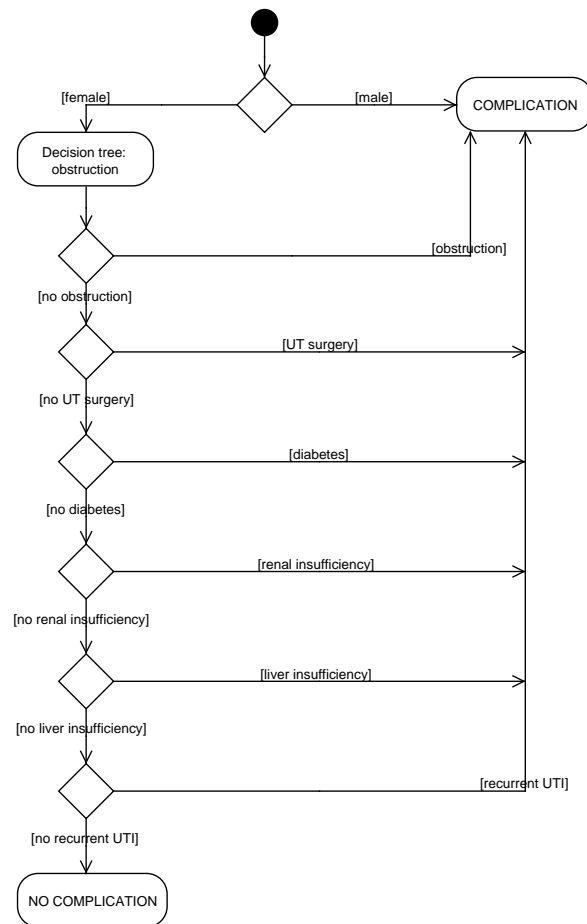 [female]
[male]
COMPLICATION
Decision tree:
obstruction
[obstruction]
[no obstruction]
[UT surgery]
[no UT surgery]
[diabetes]
[no diabetes]
[renal insufficiency]
[no renal insufficiency]
[liver insufficiency]
[no liver insufficiency]
[recurrent UTI]
[no recurrent UTI]
NO COMPLICATION